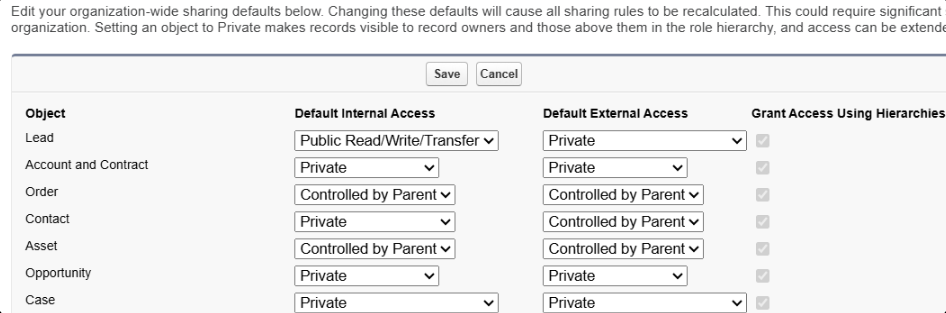 Edit your organization-wide sharing defaults below. Changing these defaults will cause all sharing rules to be recalculated. This could require significant
organization. Setting an object to Private makes records visible to record owners and those above them in the role hierarchy, and access can be extende
Save Cancel
Object Default Internal Access Default External Access Grant Access Using Hierarchies
Lead Public Read/Write/Transfer Private
Account and Contract Private Private
Order Controlled by Parent Controlled by Parent
Contact Private Controlled by Parent
Asset Controlled by Parent Controlled by Parent
Opportunity Private Private
Case Private Private